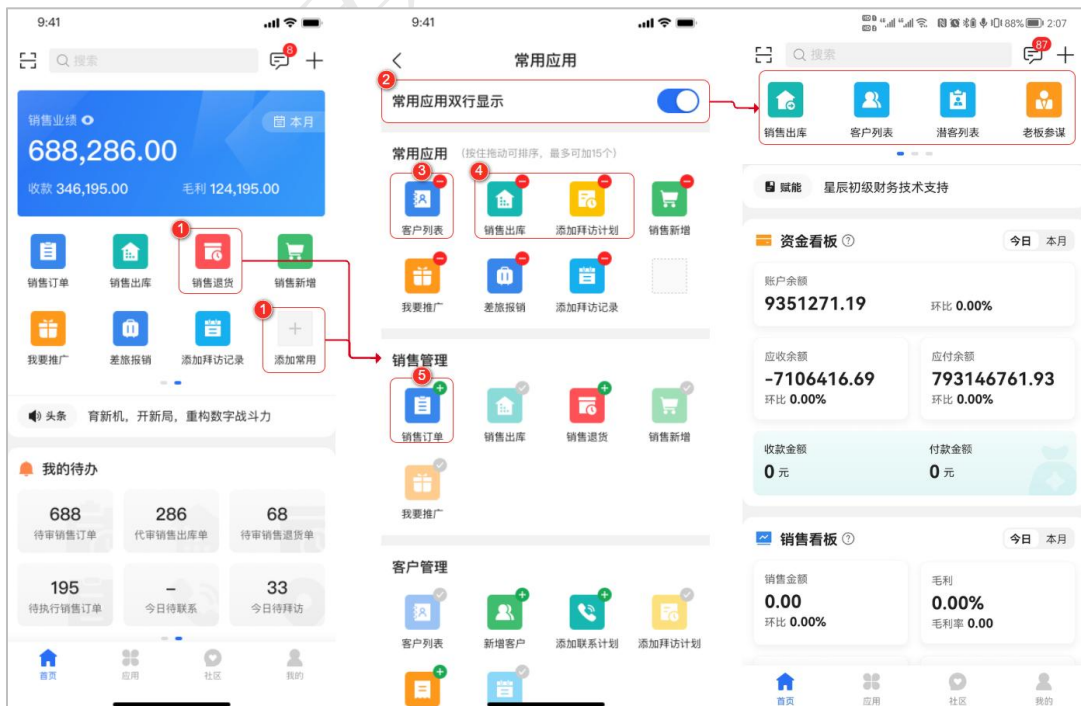 9:41
搜索
8
销售业绩
本月
688,286.00
收款 346,195.00 毛利 124,195.00
1
销售订单 销售出库 销售退货 销售新增
1
我要推广 差旅报销 添加拜访记录 添加常用
头条 育新机，开新局，重构数字战斗力
我的待办
688 286 68
待审销售订单 代审销售出库单 待审销售退货单
195 – 33
待执行销售订单 今日待联系 今日待拜访
首页 应用 社区 我的
9:41
常用应用
2
常用应用双行显示
常用应用 (按住拖动可排序，最多可加15个)
3 4
客户列表 销售出库 添加拜访计划 销售新增
我要推广 差旅报销 添加拜访记录
销售管理
5
销售订单 销售出库 销售退货 销售新增
我要推广
客户管理
客户列表 新增客户 添加联系计划 添加拜访计划
88% 2:07
搜索
87
销售出库 客户列表 潜客列表 老板参谋
赋能 星辰初级财务技术支持
资金看板 今日 本月
账户余额
9351271.19 环比 0.00%
应收余额 应付余额
-7106416.69 793146761.93
环比 0.00% 环比 0.00%
收款金额 付款金额
0 元 0 元
销售看板 今日 本月
销售金额 毛利
0.00 0.00%
环比 0.00% 毛利率 0.00
首页 应用 社区 我的